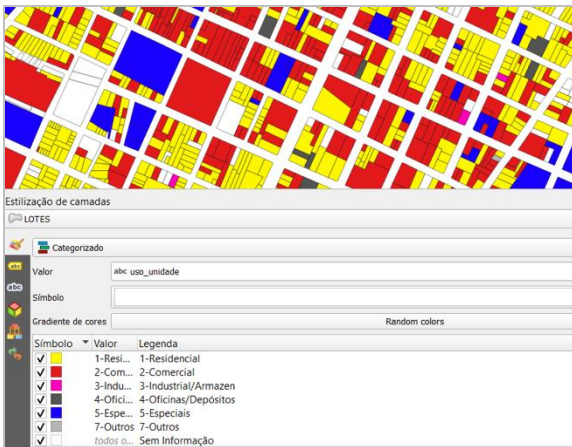 Estilização de camadas
LOTES
Categorizado
Valor abc uso_unidade
Símbolo
Gradiente de cores Random colors
Símbolo Valor Legenda
1-Resi... 1-Residencial
2-Com... 2-Comercial
3-Indu... 3-Industrial/Armazen
4-Ofici... 4-Oficinas/Depósitos
5-Espe... 5-Especiais
7-Outros 7-Outros
todos o... Sem Informação